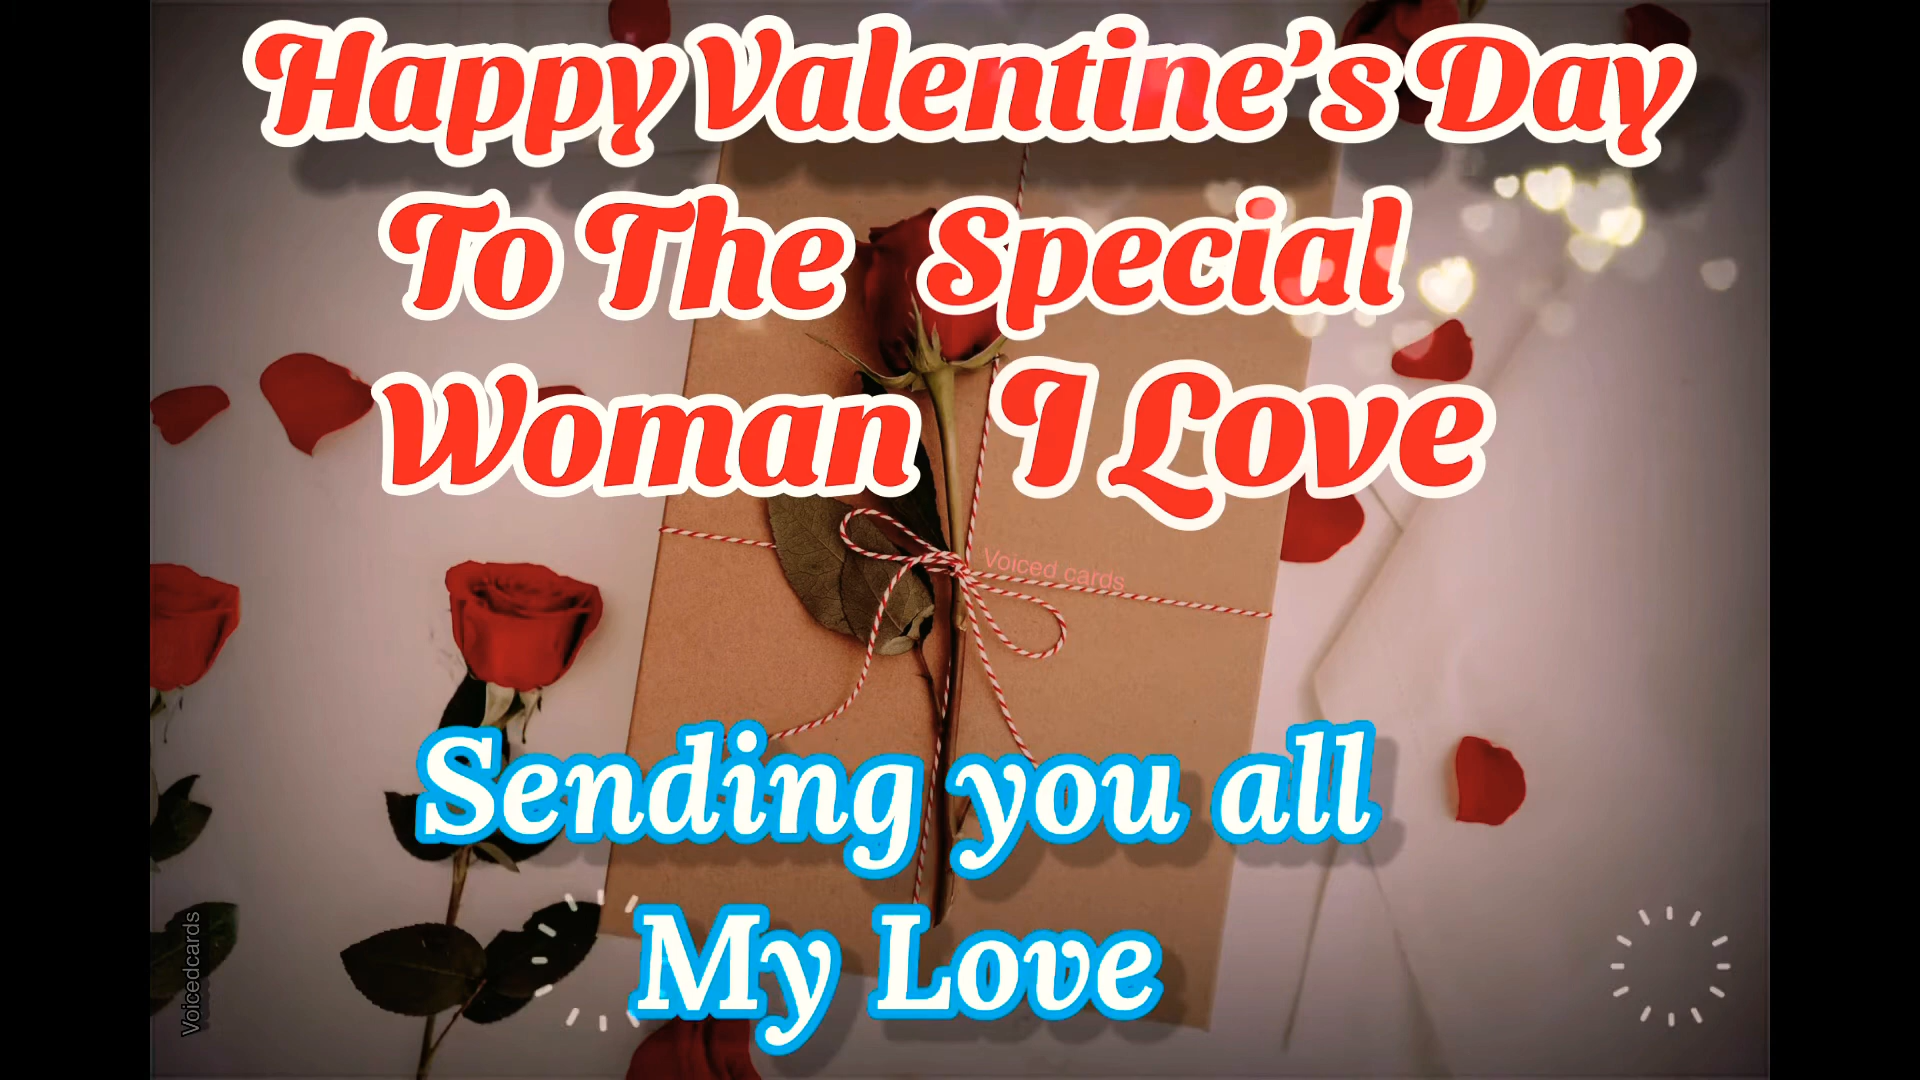 Happy Valentine's Day
To The Special
Woman I Love
Voiced cards
Sending you all
My Love
Voicedcards